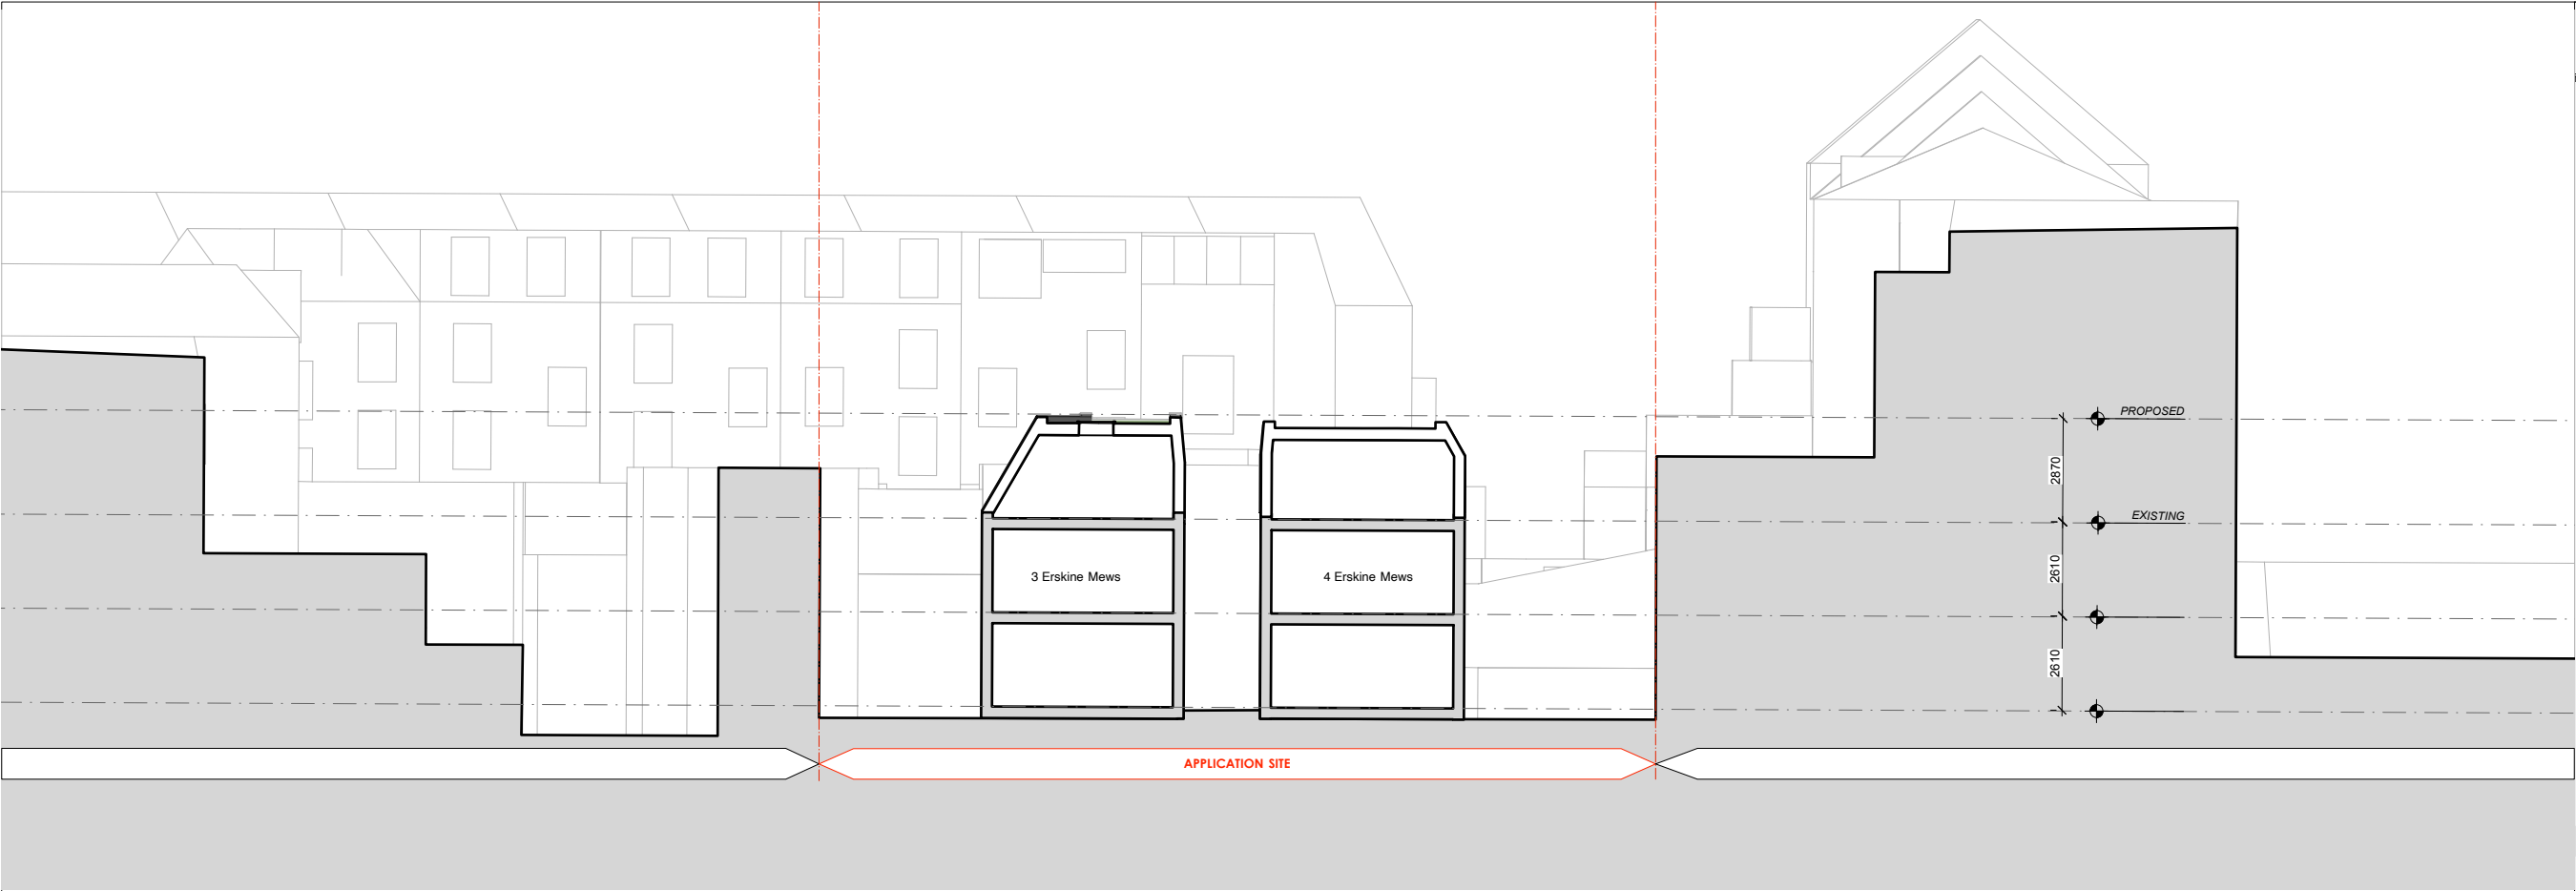 PROPOSED
2870
EXISTING
3 Erskine Mews
4 Erskine Mews
2610
2610
APPLICATION SITE